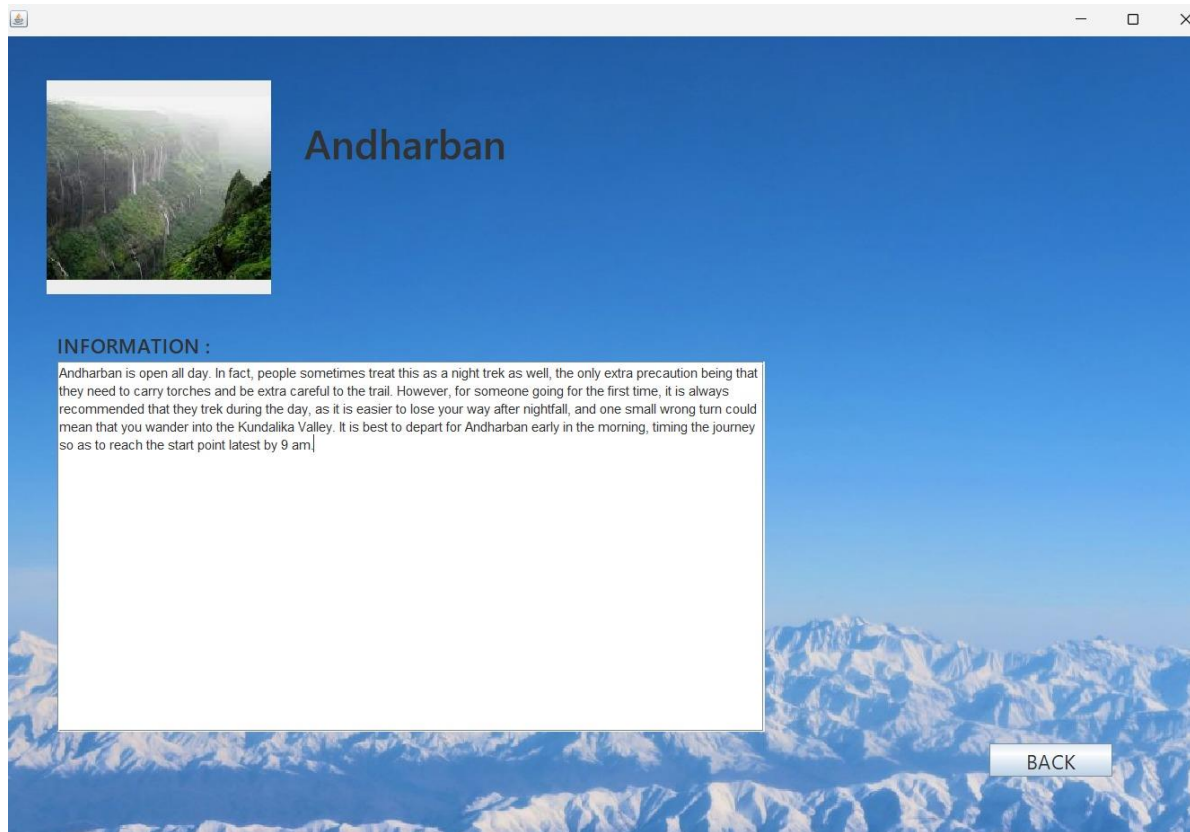 Andharban
INFORMATION :
Andharban is open all day. In fact, people sometimes treat this as a night trek as well, the only extra precaution being that
they need to carry torches and be extra careful to the trail. However, for someone going for the first time, it is always
recommended that they trek during the day, as it is easier to lose your way after nightfall, and one small wrong turn could
mean that you wander into the Kundalika Valley. It is best to depart for Andharban early in the morning, timing the journey
so as to reach the start point latest by 9 am.
BACK